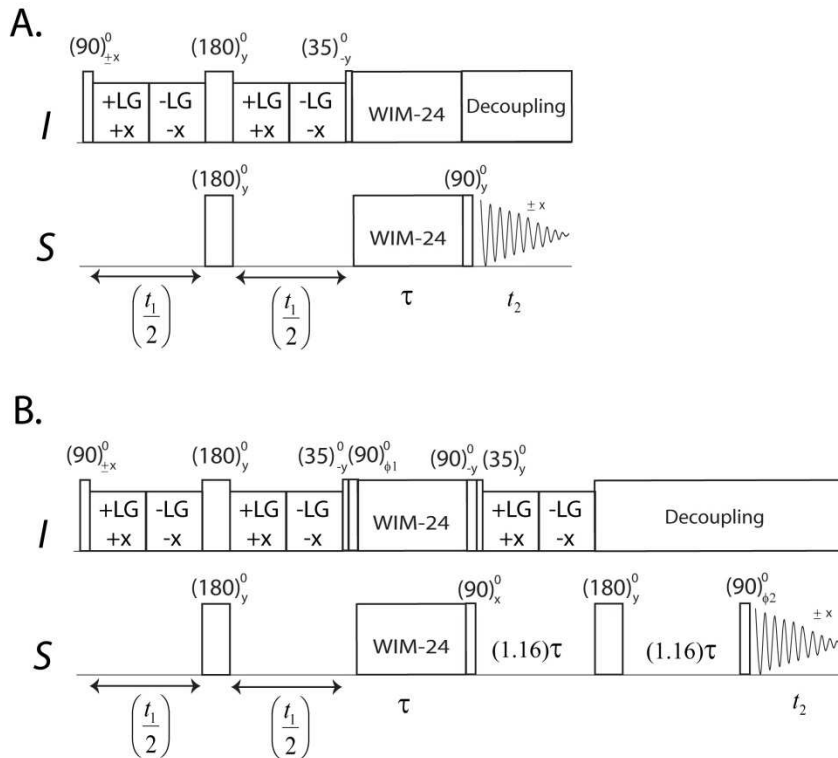 A.
(90)⁰±x (180)⁰y (35)⁰-y
I +LG +x -LG -x +LG +x -LG -x WIM-24 Decoupling
(180)⁰y (90)⁰y
S WIM-24 ± x
(t₁/2) (t₁/2) τ t₂
B.
(90)⁰±x (180)⁰y (35)⁰-y (90)⁰ϕ1 (90)⁰-y (35)⁰y
I +LG +x -LG -x +LG +x -LG -x WIM-24 +LG +x -LG -x Decoupling
(180)⁰y (90)⁰x (180)⁰y (90)⁰ϕ2
S WIM-24 (1.16)τ (1.16)τ ± x
(t₁/2) (t₁/2) τ t₂